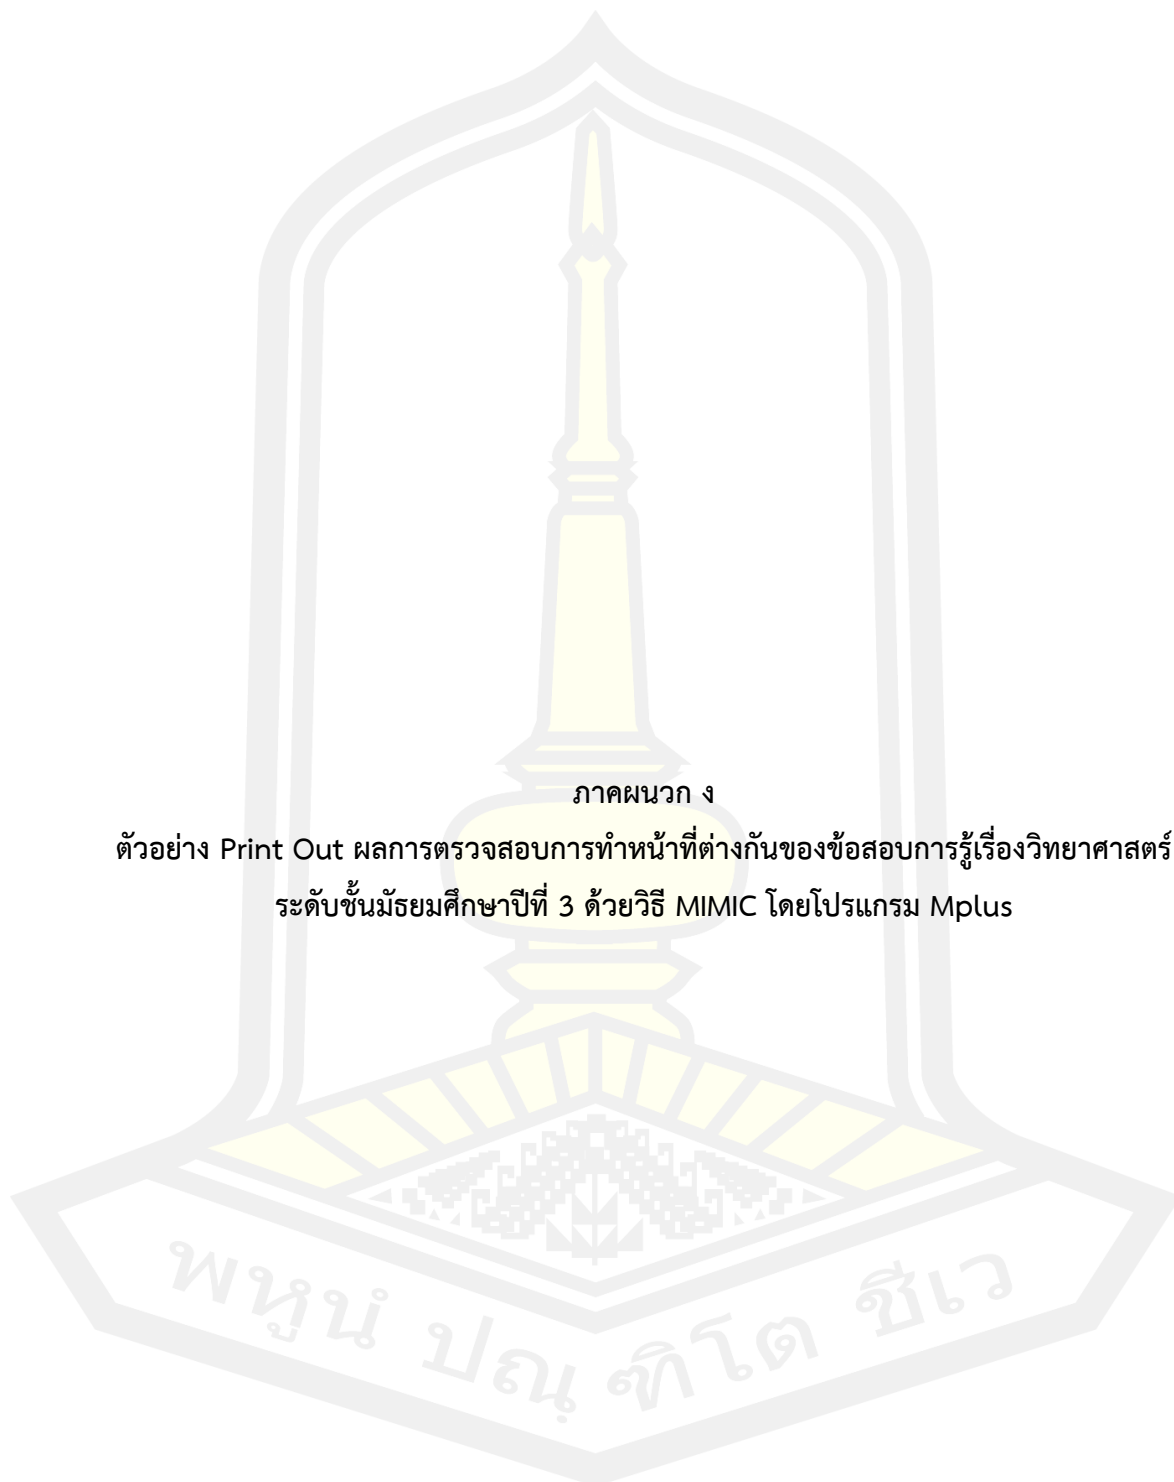 ภาคผนวก ง
ตัวอย่าง Print Out ผลการตรวจสอบการทำหน้าที่ต่างกันของข้อสอบการรู้เรื่องวิทยาศาสตร์
ระดับชั้นมัธยมศึกษาปีที่ 3 ด้วยวิธี MIMIC โดยโปรแกรม Mplus
พหูนํ ปณฺฑิโต ชีเว